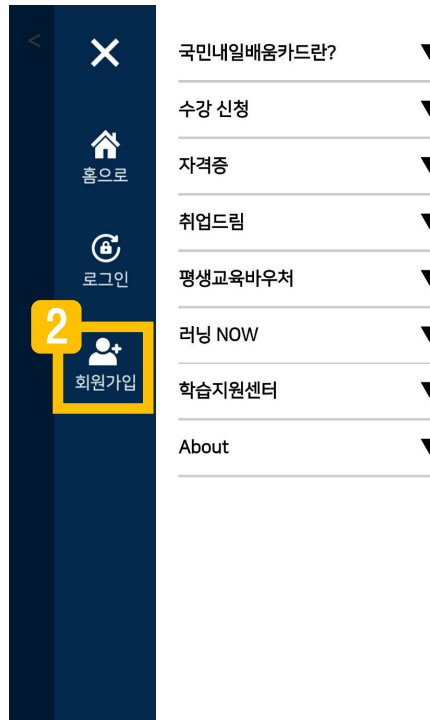 홈으로
로그인
2
회원가입
국민내일배움카드란?
수강 신청
자격증
취업드림
평생교육바우처
러닝 NOW
학습지원센터
About